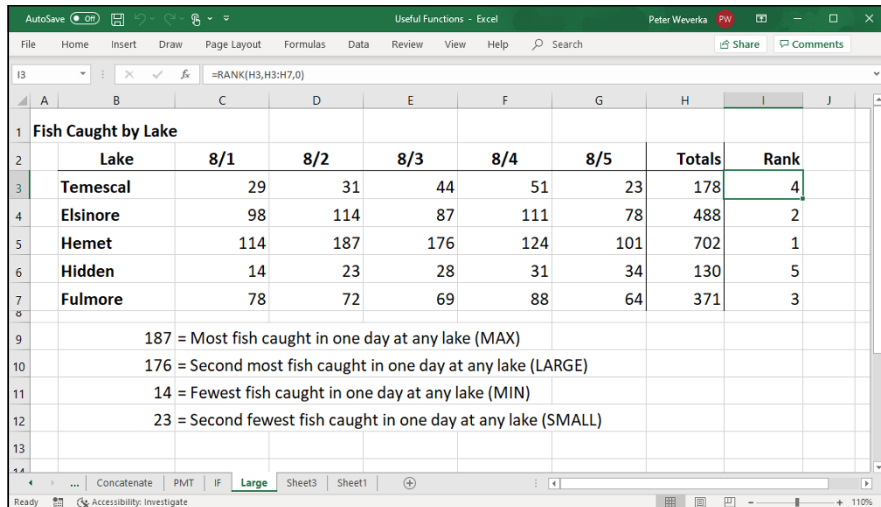 AutoSave Off Useful Functions - Excel Peter Weverka PW
File Home Insert Draw Page Layout Formulas Data Review View Help Search Share Comments
I3 fx =RANK(H3,H3:H7,0)
A B C D E F G H I J
1 Fish Caught by Lake
2 Lake 8/1 8/2 8/3 8/4 8/5 Totals Rank
3 Temescal 29 31 44 51 23 178 4
4 Elsinore 98 114 87 111 78 488 2
5 Hemet 114 187 176 124 101 702 1
6 Hidden 14 23 28 31 34 130 5
7 Fulmore 78 72 69 88 64 371 3
8
9 187 = Most fish caught in one day at any lake (MAX)
10 176 = Second most fish caught in one day at any lake (LARGE)
11 14 = Fewest fish caught in one day at any lake (MIN)
12 23 = Second fewest fish caught in one day at any lake (SMALL)
13
14
... Concatenate PMT IF Large Sheet3 Sheet1
Ready Accessibility: Investigate 110%